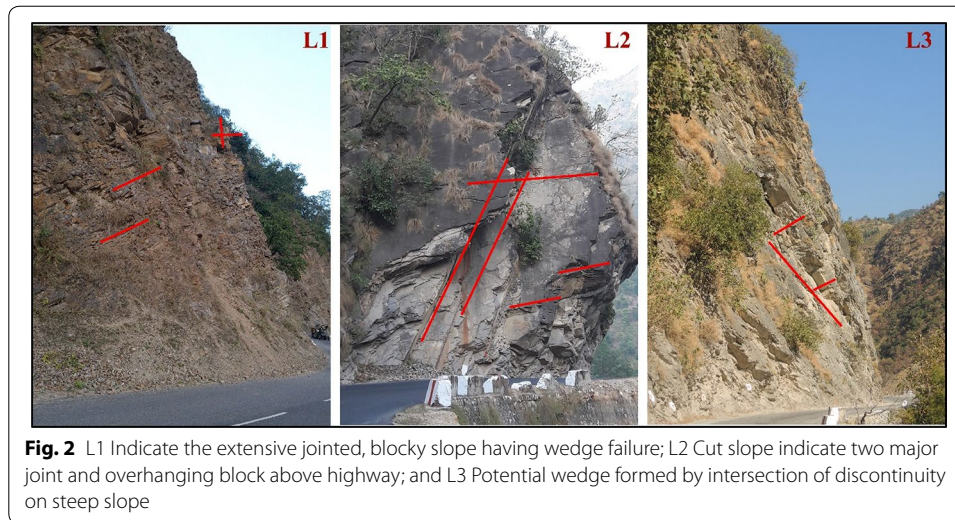 L1
L2
L3
Fig. 2 L1 Indicate the extensive jointed, blocky slope having wedge failure; L2 Cut slope indicate two major
joint and overhanging block above highway; and L3 Potential wedge formed by intersection of discontinuity
on steep slope